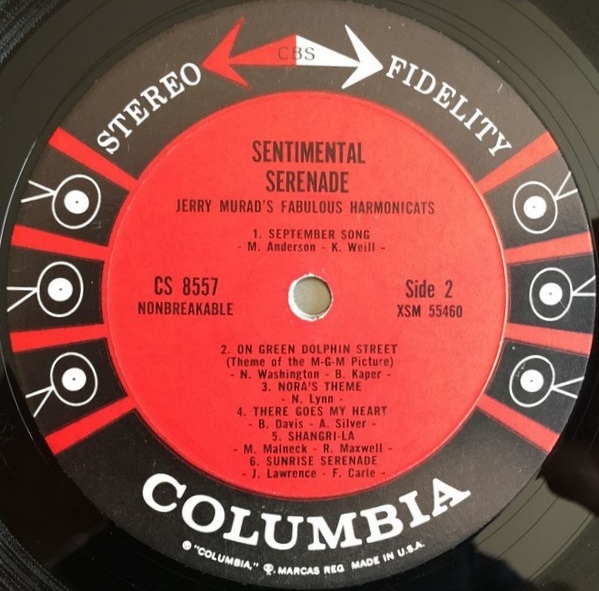 CBS
STEREO FIDELITY
SENTIMENTAL
SERENADE
JERRY MURAD'S FABULOUS HARMONICATS
1. SEPTEMBER SONG
- M. Anderson - K. Weill -
CS 8557
NONBREAKABLE
Side 2
XSM 55460
2. ON GREEN DOLPHIN STREET
(Theme of the M-G-M Picture)
- N. Washington - B. Kaper -
3. NORA'S THEME
- N. Lynn -
4. THERE GOES MY HEART
- B. Davis - A. Silver -
5. SHANGRI-LA
- M. Malneck - R. Maxwell -
6. SUNRISE SERENADE
- J. Lawrence - F. Carle -
COLUMBIA
® "COLUMBIA," MARCAS REG. MADE IN U.S.A.